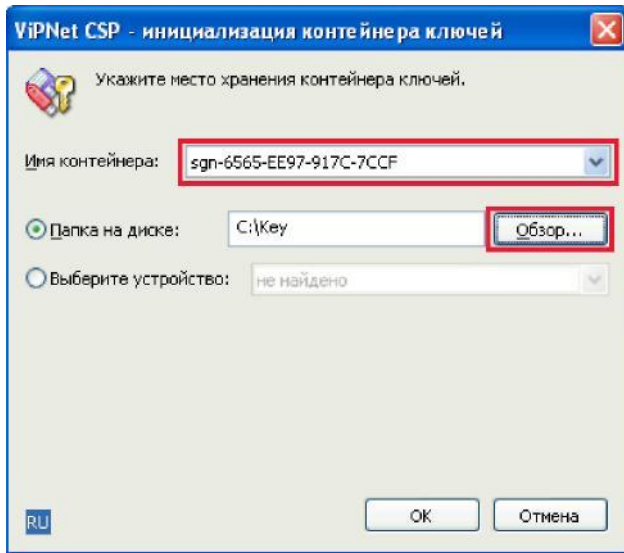 ViPNet CSP - инициализация контейнера ключей
Укажите место хранения контейнера ключей.
Имя контейнера: sgn-6565-EE97-917C-7CCF
Папка на диске: C:\Key Обзор...
Выберите устройство: не найдено
RU OK Отмена